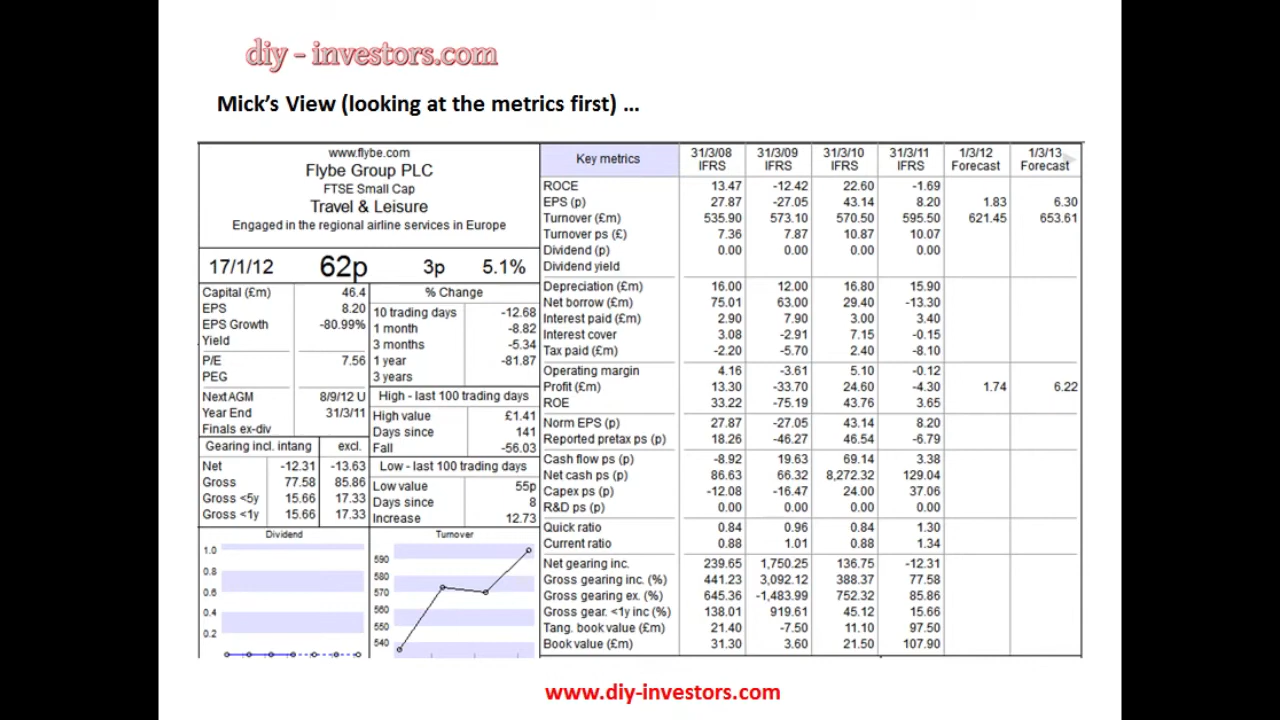 diy - investors.com
Mick's View (looking at the metrics first) ...
www.flybe.com
Flybe Group PLC
FTSE Small Cap
Travel & Leisure
Engaged in the regional airline services in Europe
17/1/12 62p 3p 5.1%
Capital (£m) 46.4
EPS 8.20
EPS Growth -80.99%
Yield
P/E 7.56
PEG
Next AGM 8/9/12 U
Year End 31/3/11
Finals ex-div
Gearing incl. intang excl.
Net -12.31 -13.63
Gross 77.58 85.86
Gross <5y 15.66 17.33
Gross <1y 15.66 17.33
% Change
10 trading days -12.68
1 month -8.82
3 months -5.34
1 year -81.87
3 years
High - last 100 trading days
High value £1.41
Days since 141
Fall -56.03
Low - last 100 trading days
Low value 55p
Days since 8
Increase 12.73
Dividend
1.0
0.8
0.6
0.4
0.2
Turnover
590
580
570
560
550
540
Key metrics 31/3/08 31/3/09 31/3/10 31/3/11 1/3/12 1/3/13
IFRS IFRS IFRS IFRS Forecast Forecast
ROCE 13.47 -12.42 22.60 -1.69
EPS (p) 27.87 -27.05 43.14 8.20 1.83 6.30
Turnover (£m) 535.90 573.10 570.50 595.50 621.45 653.61
Turnover ps (£) 7.36 7.87 10.87 10.07
Dividend (p) 0.00 0.00 0.00 0.00
Dividend yield
Depreciation (£m) 16.00 12.00 16.80 15.90
Net borrow (£m) 75.01 63.00 29.40 -13.30
Interest paid (£m) 2.90 7.90 3.00 3.40
Interest cover 3.08 -2.91 7.15 -0.15
Tax paid (£m) -2.20 -5.70 2.40 -8.10
Operating margin 4.16 -3.61 5.10 -0.12
Profit (£m) 13.30 -33.70 24.60 -4.30 1.74 6.22
ROE 33.22 -75.19 43.76 3.65
Norm EPS (p) 27.87 -27.05 43.14 8.20
Reported pretax ps (p) 18.26 -46.27 46.54 -6.79
Cash flow ps (p) -8.92 19.63 69.14 3.38
Net cash ps (p) 86.63 66.32 8,272.32 129.04
Capex ps (p) -12.08 -16.47 24.00 37.06
R&D ps (p) 0.00 0.00 0.00 0.00
Quick ratio 0.84 0.96 0.84 1.30
Current ratio 0.88 1.01 0.88 1.34
Net gearing inc. 239.65 1,750.25 136.75 -12.31
Gross gearing inc. (%) 441.23 3,092.12 388.37 77.58
Gross gearing ex. (%) 645.36 -1,483.99 752.32 85.86
Gross gear. <1y inc (%) 138.01 919.61 45.12 15.66
Tang. book value (£m) 21.40 -7.50 11.10 97.50
Book value (£m) 31.30 3.60 21.50 107.90
www.diy-investors.com